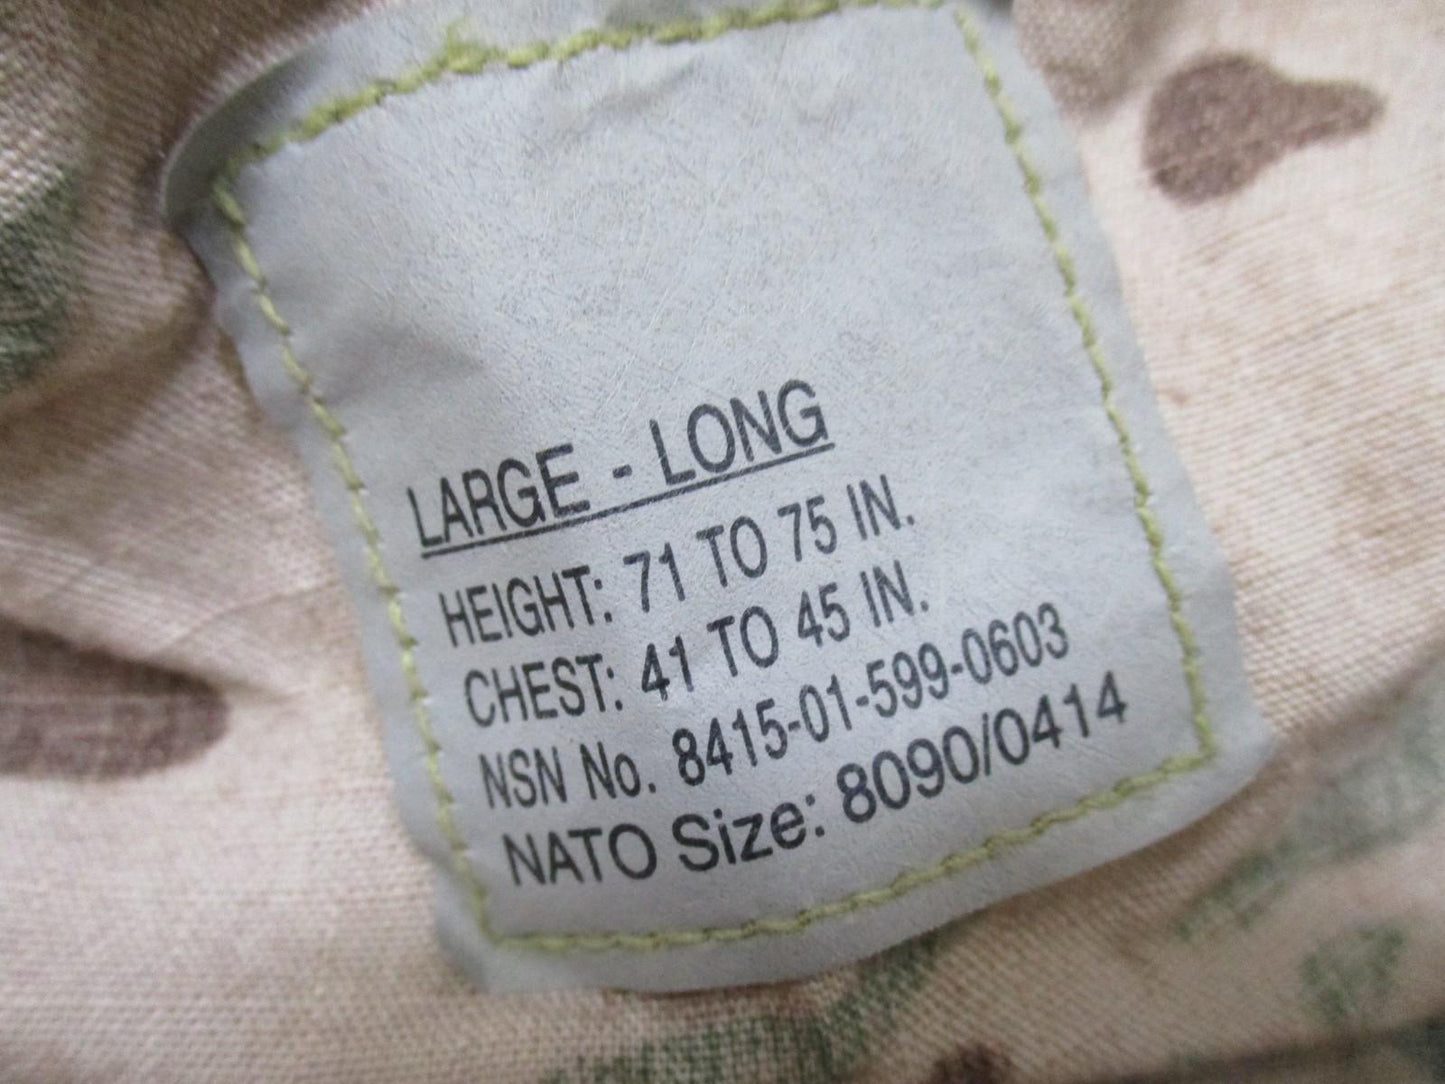 LARGE - LONG
HEIGHT: 71 TO 75 IN.
CHEST: 41 TO 45 IN.
NSN No. 8415-01-599-0603
NATO Size: 8090/0414